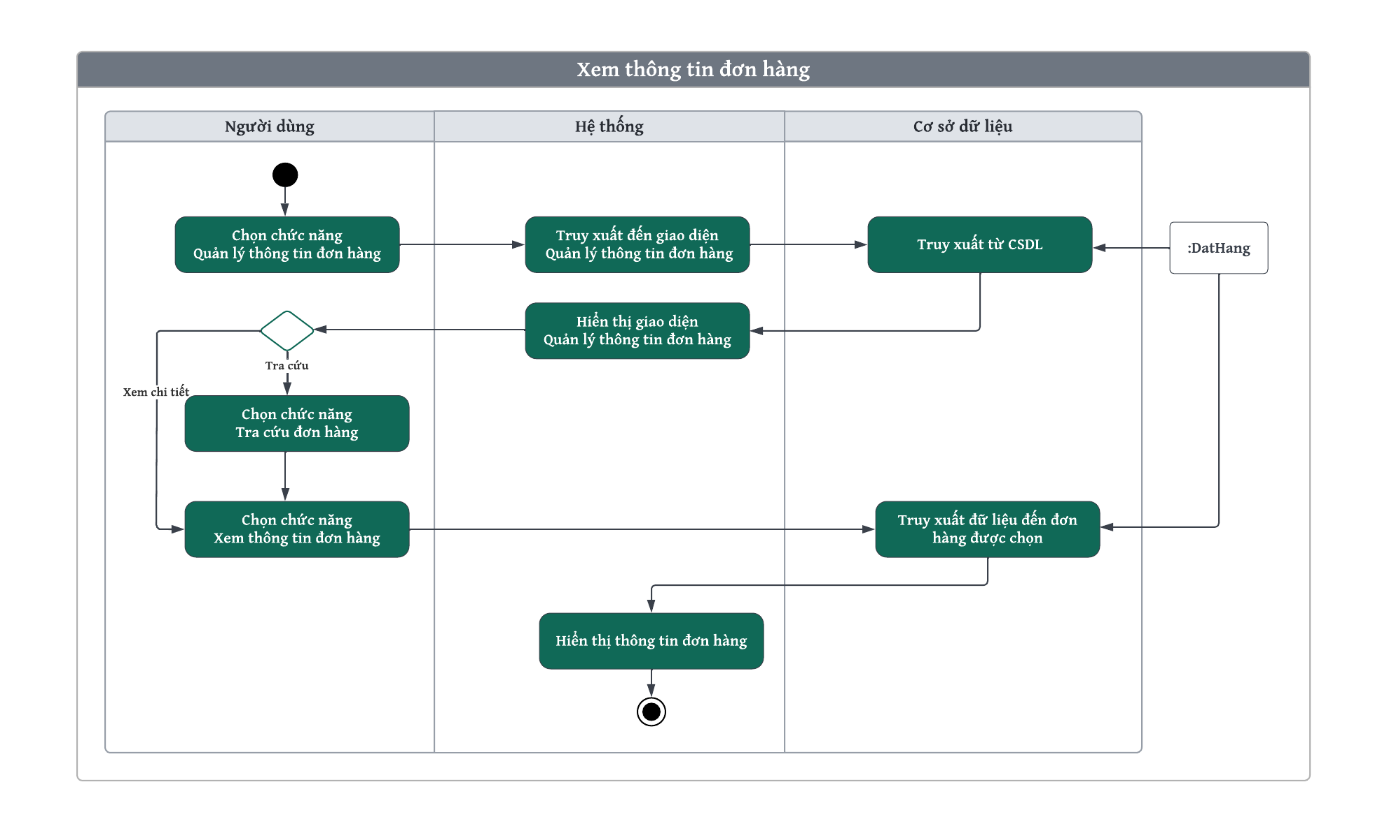 Xem thông tin đơn hàng
Người dùng
Hệ thống
Cơ sở dữ liệu
Chọn chức năng
Quản lý thông tin đơn hàng
Truy xuất đến giao diện
Quản lý thông tin đơn hàng
Truy xuất từ CSDL
:DatHang
Hiển thị giao diện
Quản lý thông tin đơn hàng
Tra cứu
Xem chi tiết
Chọn chức năng
Tra cứu đơn hàng
Chọn chức năng
Xem thông tin đơn hàng
Truy xuất dữ liệu đến đơn
hàng được chọn
Hiển thị thông tin đơn hàng